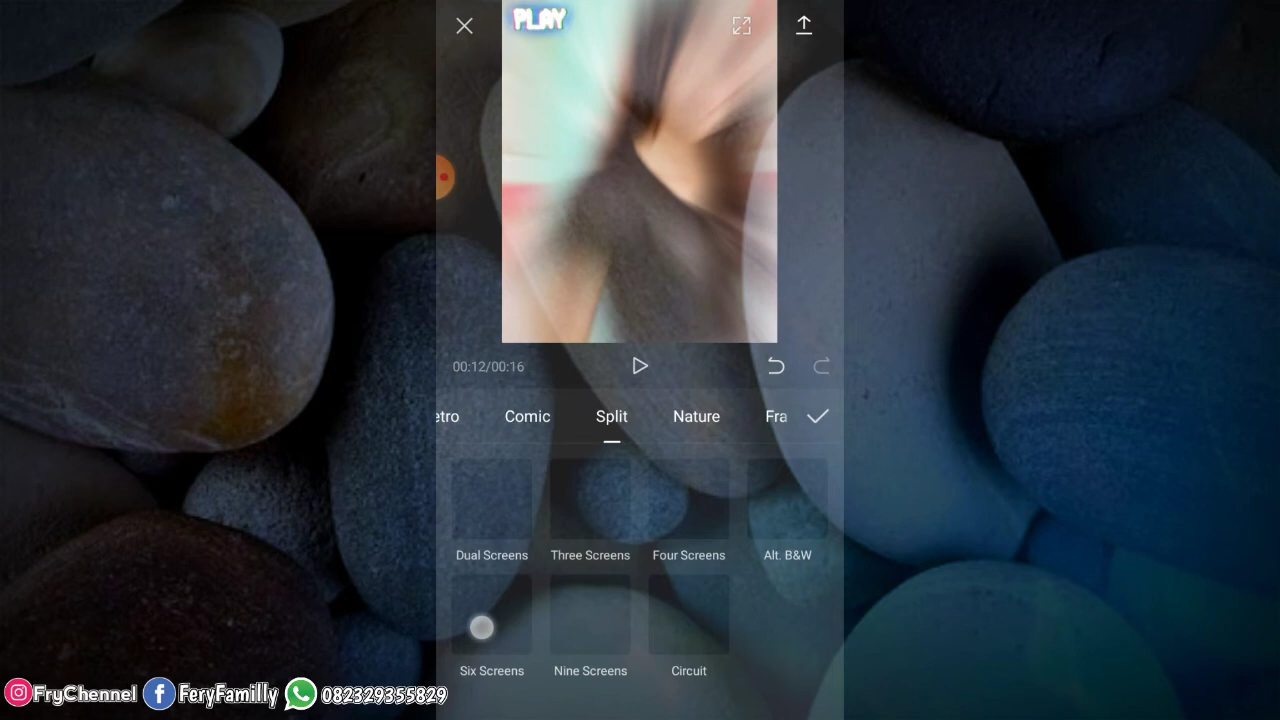 PLAY
00:12/00:16
etro Comic Split Nature Fra
Dual Screens Three Screens Four Screens Alt. B&W
Six Screens Nine Screens Circuit
FryChennel FeryFamilly 082329355829